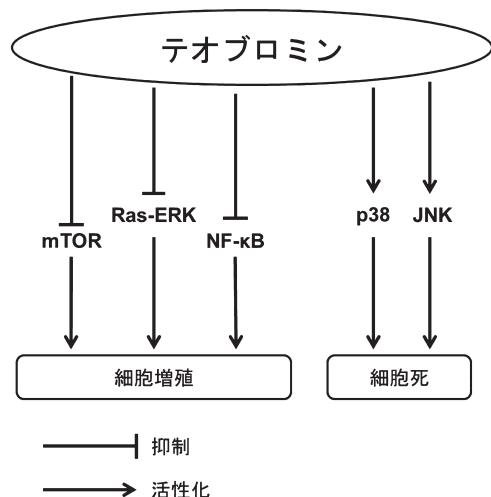 テオブロミン
Ras-ERK
p38
JNK
mTOR
NF-κB
細胞増殖
細胞死
抑制
活性化